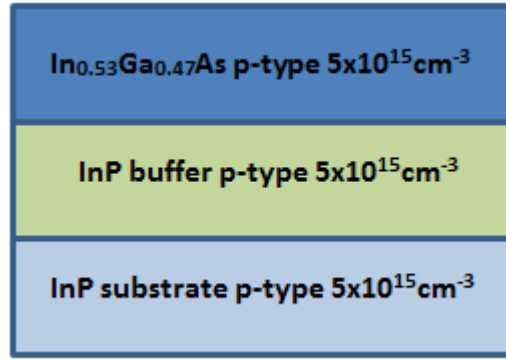 In₀.₅₃Ga₀.₄₇As p-type 5x10¹⁵cm⁻³
InP buffer p-type 5x10¹⁵cm⁻³
InP substrate p-type 5x10¹⁵cm⁻³